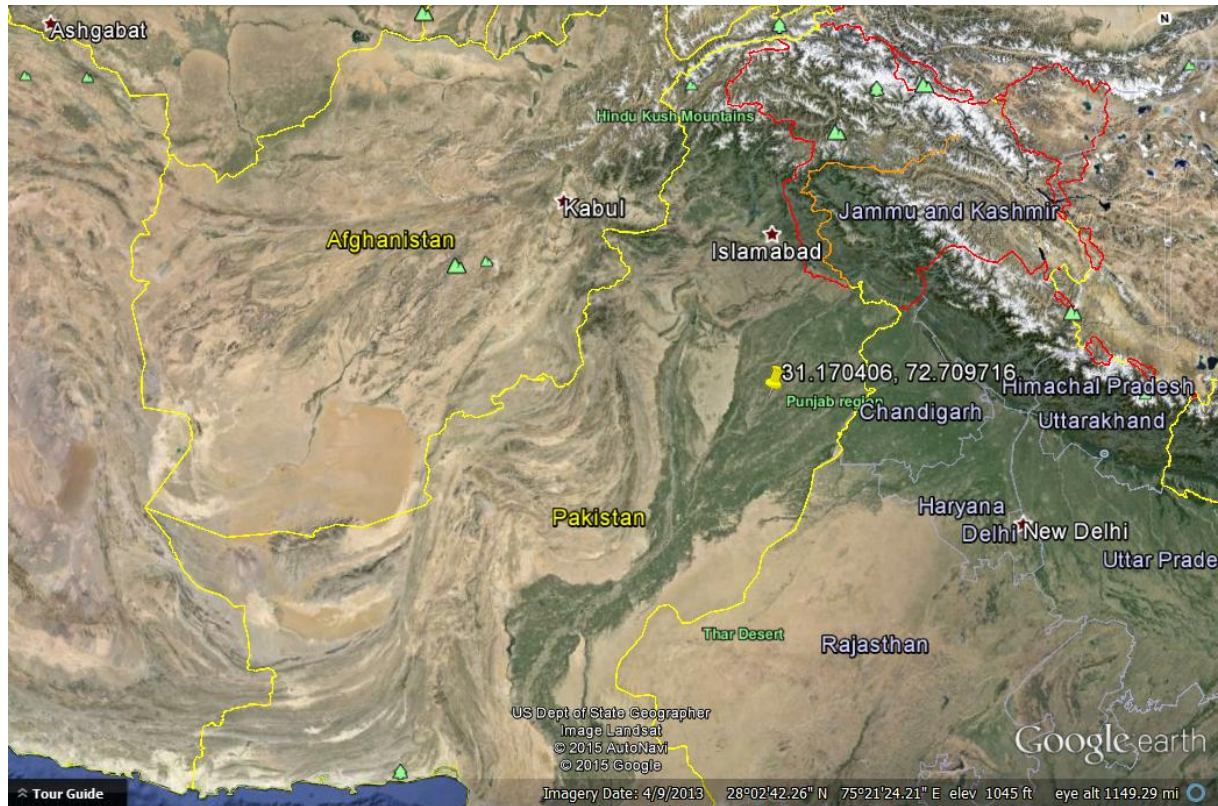 N
Ashgabat
Hindu Kush Mountains
Kabul
Jammu and Kashmir
Afghanistan
Islamabad
31.170406, 72.709716
Himachal Pradesh
Punjab region
Chandigarh
Uttarakhand
Haryana
Pakistan
Delhi
New Delhi
Uttar Prade
Thar Desert
Rajasthan
US Dept of State Geographer
Image Landsat
© 2015 AutoNavi
© 2015 Google
Google earth
Tour Guide
Imagery Date: 4/9/2013 28°02'42.26" N 75°21'24.21" E elev 1045 ft eye alt 1149.29 mi